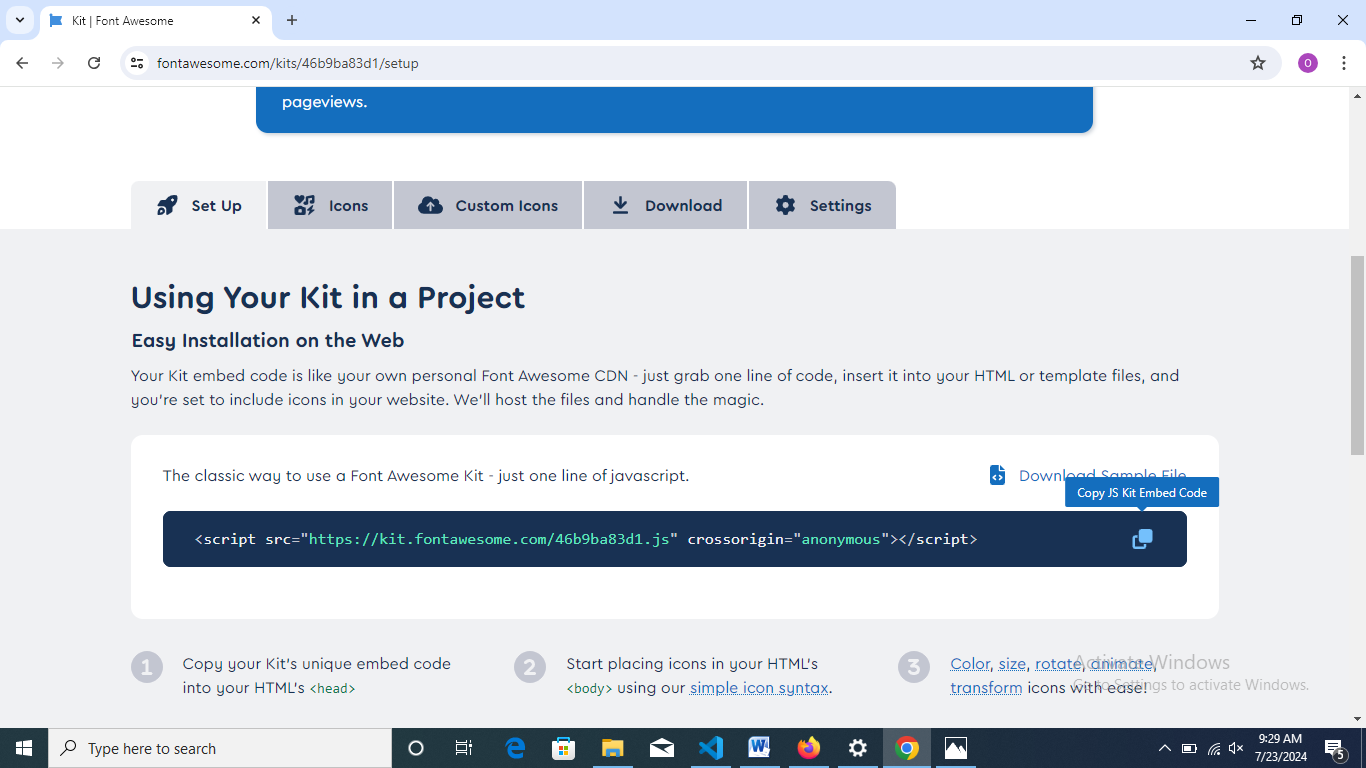 Kit | Font Awesome
fontawesome.com/kits/46b9ba83d1/setup
O
pageviews.
Set Up
Icons
Custom Icons
Download
Settings
Using Your Kit in a Project
Easy Installation on the Web
Your Kit embed code is like your own personal Font Awesome CDN - just grab one line of code, insert it into your HTML or template files, and
you're set to include icons in your website. We'll host the files and handle the magic.
The classic way to use a Font Awesome Kit - just one line of javascript.
Download Sample File
Copy JS Kit Embed Code
<script src="https://kit.fontawesome.com/46b9ba83d1.js" crossorigin="anonymous"></script>
1 Copy your Kit's unique embed code
into your HTML's <head>
2 Start placing icons in your HTML's
<body> using our simple icon syntax.
3 Color, size, rotate, animate,
transform icons with ease!
Activate Windows
Go to Settings to activate Windows.
Type here to search
9:29 AM
7/23/2024
5